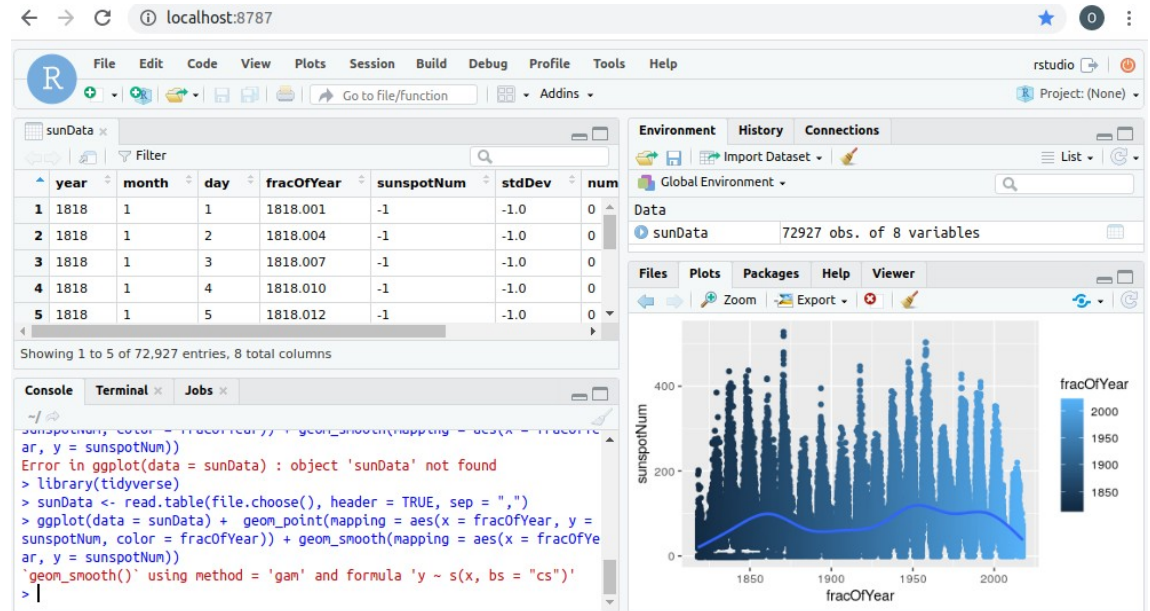 localhost:8787
O
R
File Edit Code View Plots Session Build Debug Profile Tools Help
rstudio
Go to file/function
Addins
Project: (None)
sunData
Filter
year month day fracOfYear sunspotNum stdDev num
1 1818 1 1 1818.001 -1 -1.0 0
2 1818 1 2 1818.004 -1 -1.0 0
3 1818 1 3 1818.007 -1 -1.0 0
4 1818 1 4 1818.010 -1 -1.0 0
5 1818 1 5 1818.012 -1 -1.0 0
Showing 1 to 5 of 72,927 entries, 8 total columns
Console Terminal Jobs
~/
sunspotNum, color = fracOfYear)) + geom_smooth(mapping = aes(x = fracOfYe
ar, y = sunspotNum))
Error in ggplot(data = sunData) : object 'sunData' not found
> library(tidyverse)
> sunData <- read.table(file.choose(), header = TRUE, sep = ",")
> ggplot(data = sunData) +  geom_point(mapping = aes(x = fracOfYear, y =
sunspotNum, color = fracOfYear)) + geom_smooth(mapping = aes(x = fracOfYe
ar, y = sunspotNum))
`geom_smooth()` using method = 'gam' and formula 'y ~ s(x, bs = "cs")'
>
Environment History Connections
Import Dataset
List
Global Environment
Data
sunData 72927 obs. of 8 variables
Files Plots Packages Help Viewer
Zoom Export
sunspotNum
400
200
0
1850 1900 1950 2000
fracOfYear
fracOfYear
2000
1950
1900
1850